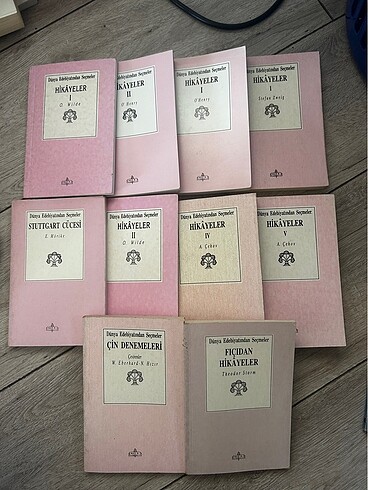 Dünya Edebiyatından Seçmeler
HİKÂYELER
I
O. Wilde
Dünya Edebiyatından Seçmeler
HİKÂYELER
II
O'Henry
Dünya Edebiyatından Seçmeler
HİKÂYELER
I
O'Henry
Dünya Edebiyatından Seçmeler
HİKÂYELER
I
Stefan Zweig
Dünya Edebiyatından Seçmeler
STUTTGART CÜCESİ
E. Mörike
Dünya Edebiyatından Seçmeler
HİKÂYELER
II
O. Wilde
Dünya Edebiyatından Seçmeler
HİKÂYELER
IV
A. Çehov
Dünya Edebiyatından Seçmeler
HİKÂYELER
V
A. Çehov
Dünya Edebiyatından Seçmeler
ÇİN DENEMELERİ
Çevirenler
W. Eberhard-N. Hızır
Dünya Edebiyatından Seçmeler
FIÇIDAN
HİKÂYELER
Theodor Storm